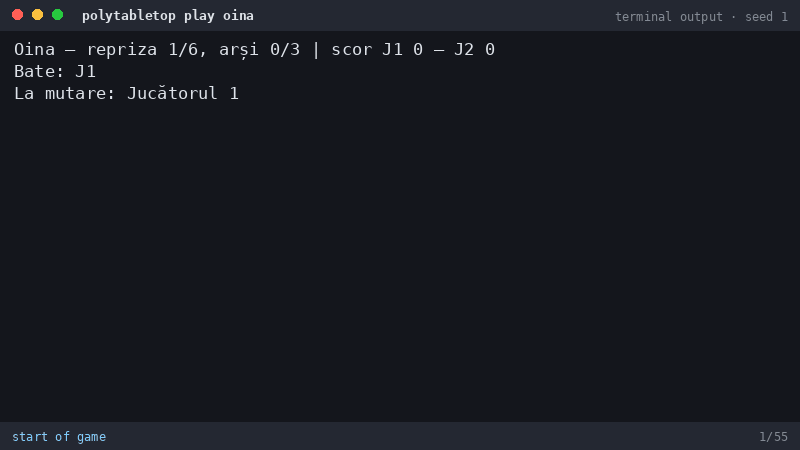 polytabletop play oina
terminal output · seed 1
Oina — repriza 1/6, arși 0/3 | scor J1 0 — J2 0
Bate: J1
La mutare: Jucătorul 1
start of game
1/55